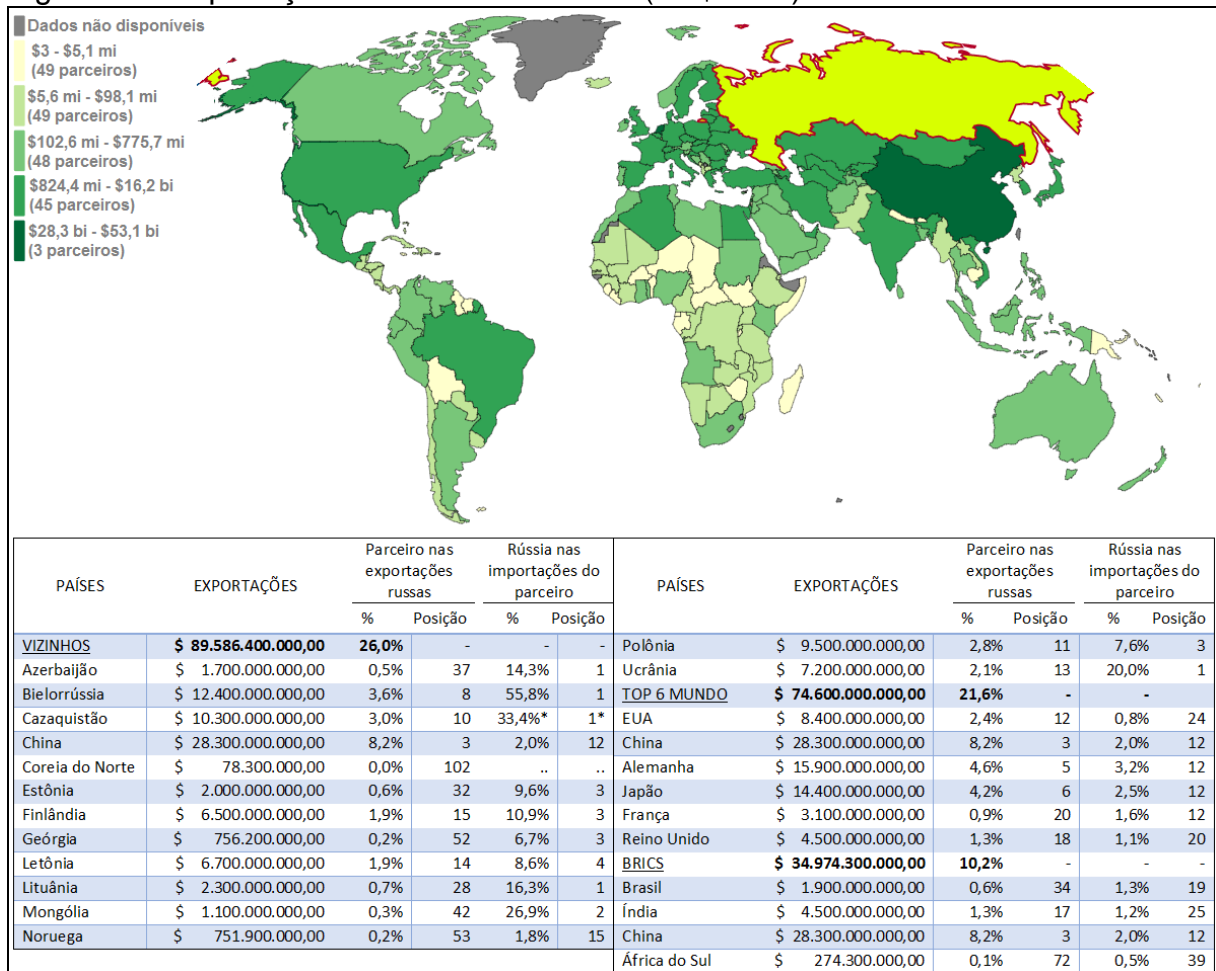 Dados não disponíveis
$3 - $5,1 mi
(49 parceiros)
$5,6 mi - $98,1 mi
(49 parceiros)
$102,6 mi - $775,7 mi
(48 parceiros)
$824,4 mi - $16,2 bi
(45 parceiros)
$28,3 bi - $53,1 bi
(3 parceiros)
PAÍSES EXPORTAÇÕES Parceiro nas exportações russas Rússia nas importações do parceiro
% Posição % Posição
VIZINHOS $ 89.586.400.000,00 26,0% - - -
Azerbaijão $ 1.700.000.000,00 0,5% 37 14,3% 1
Bielorrússia $ 12.400.000.000,00 3,6% 8 55,8% 1
Cazaquistão $ 10.300.000.000,00 3,0% 10 33,4%* 1*
China $ 28.300.000.000,00 8,2% 3 2,0% 12
Coreia do Norte $ 78.300.000,00 0,0% 102 .. ..
Estônia $ 2.000.000.000,00 0,6% 32 9,6% 3
Finlândia $ 6.500.000.000,00 1,9% 15 10,9% 3
Geórgia $ 756.200.000,00 0,2% 52 6,7% 3
Letônia $ 6.700.000.000,00 1,9% 14 8,6% 4
Lituânia $ 2.300.000.000,00 0,7% 28 16,3% 1
Mongólia $ 1.100.000.000,00 0,3% 42 26,9% 2
Noruega $ 751.900.000,00 0,2% 53 1,8% 15
PAÍSES EXPORTAÇÕES Parceiro nas exportações russas Rússia nas importações do parceiro
% Posição % Posição
Polônia $ 9.500.000.000,00 2,8% 11 7,6% 3
Ucrânia $ 7.200.000.000,00 2,1% 13 20,0% 1
TOP 6 MUNDO $ 74.600.000.000,00 21,6% - -
EUA $ 8.400.000.000,00 2,4% 12 0,8% 24
China $ 28.300.000.000,00 8,2% 3 2,0% 12
Alemanha $ 15.900.000.000,00 4,6% 5 3,2% 12
Japão $ 14.400.000.000,00 4,2% 6 2,5% 12
França $ 3.100.000.000,00 0,9% 20 1,6% 12
Reino Unido $ 4.500.000.000,00 1,3% 18 1,1% 20
BRICS $ 34.974.300.000,00 10,2% - - -
Brasil $ 1.900.000.000,00 0,6% 34 1,3% 19
Índia $ 4.500.000.000,00 1,3% 17 1,2% 25
China $ 28.300.000.000,00 8,2% 3 2,0% 12
África do Sul $ 274.300.000,00 0,1% 72 0,5% 39